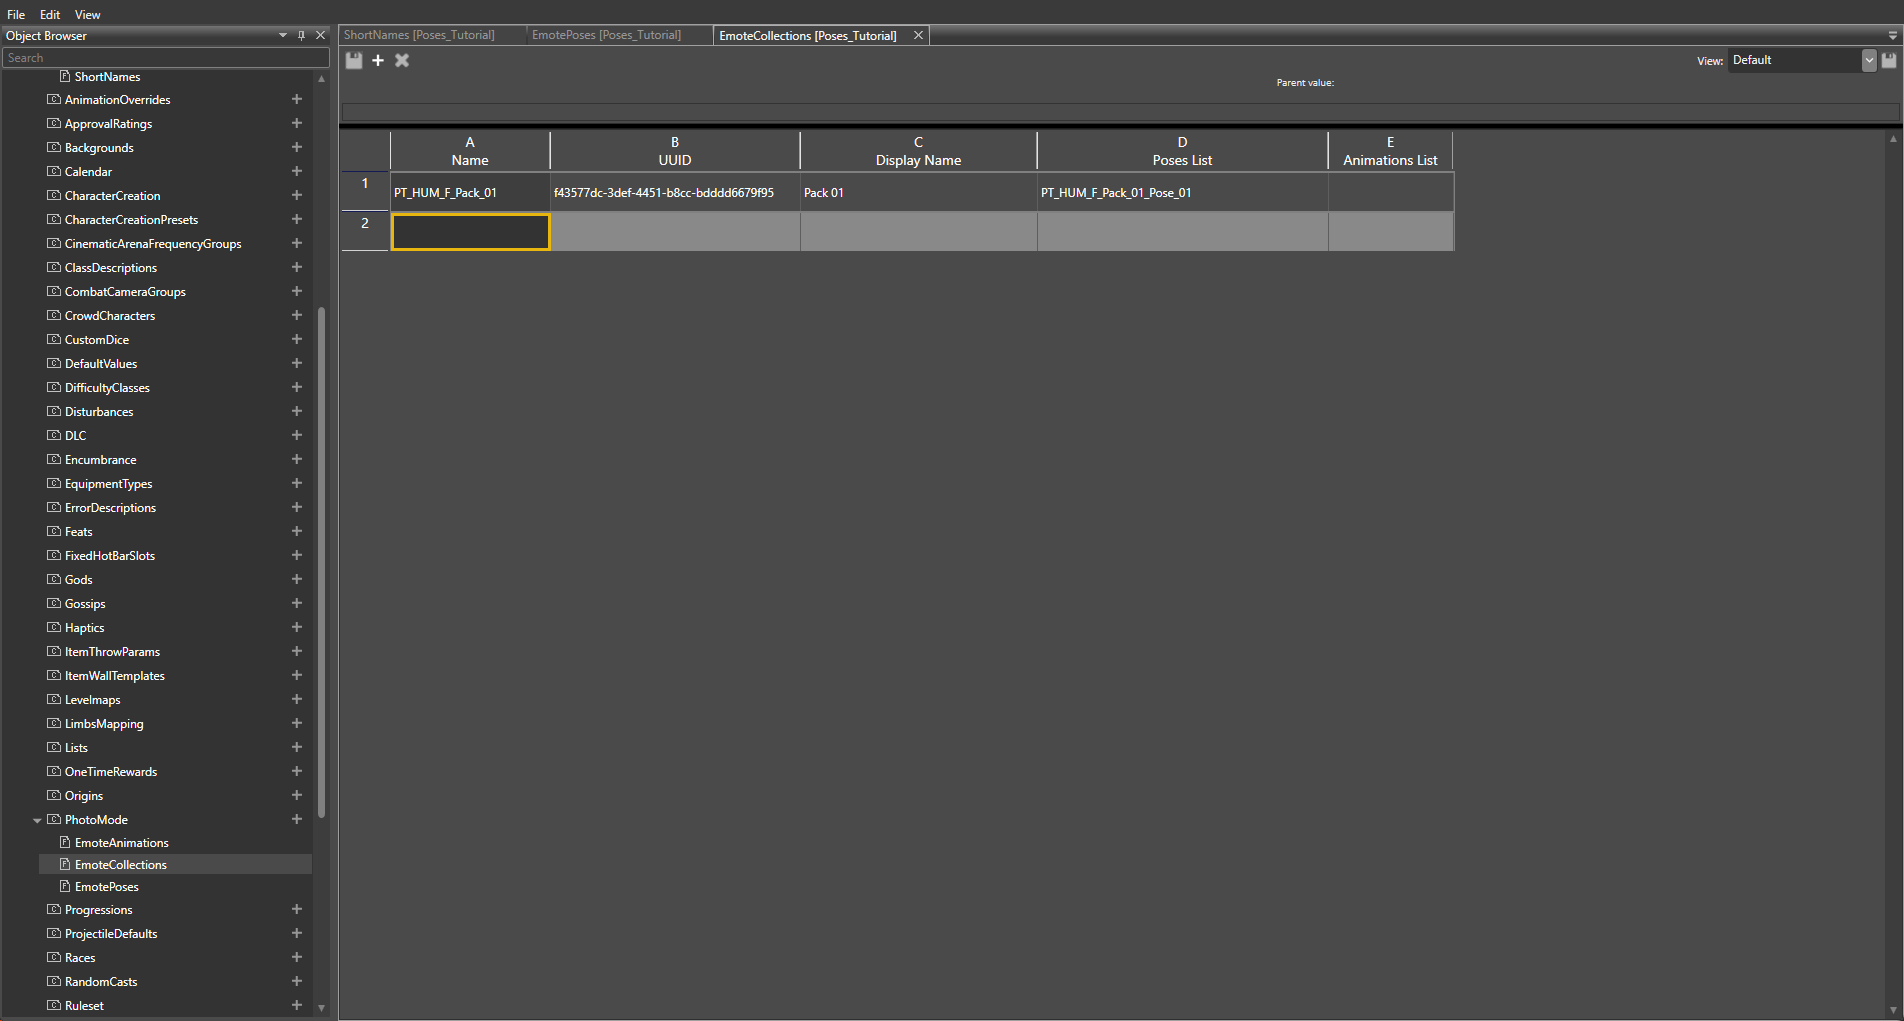 File Edit View
Object Browser
Search
ShortNames
AnimationOverrides
ApprovalRatings
Backgrounds
Calendar
CharacterCreation
CharacterCreationPresets
CinematicArenaFrequencyGroups
ClassDescriptions
CombatCameraGroups
CrowdCharacters
CustomDice
DefaultValues
DifficultyClasses
Disturbances
DLC
Encumbrance
EquipmentTypes
ErrorDescriptions
Feats
FixedHotBarSlots
Gods
Gossips
Haptics
ItemThrowParams
ItemWallTemplates
Levelmaps
LimbsMapping
Lists
OneTimeRewards
Origins
PhotoMode
EmoteAnimations
EmoteCollections
EmotePoses
Progressions
ProjectileDefaults
Races
RandomCasts
Ruleset
ShortNames [Poses_Tutorial] EmotePoses [Poses_Tutorial] EmoteCollections [Poses_Tutorial]
View: Default
Parent value:
A B C D E
Name UUID Display Name Poses List Animations List
1 PT_HUM_F_Pack_01 f43577dc-3def-4451-b8cc-bdddd6679f95 Pack 01 PT_HUM_F_Pack_01_Pose_01
2